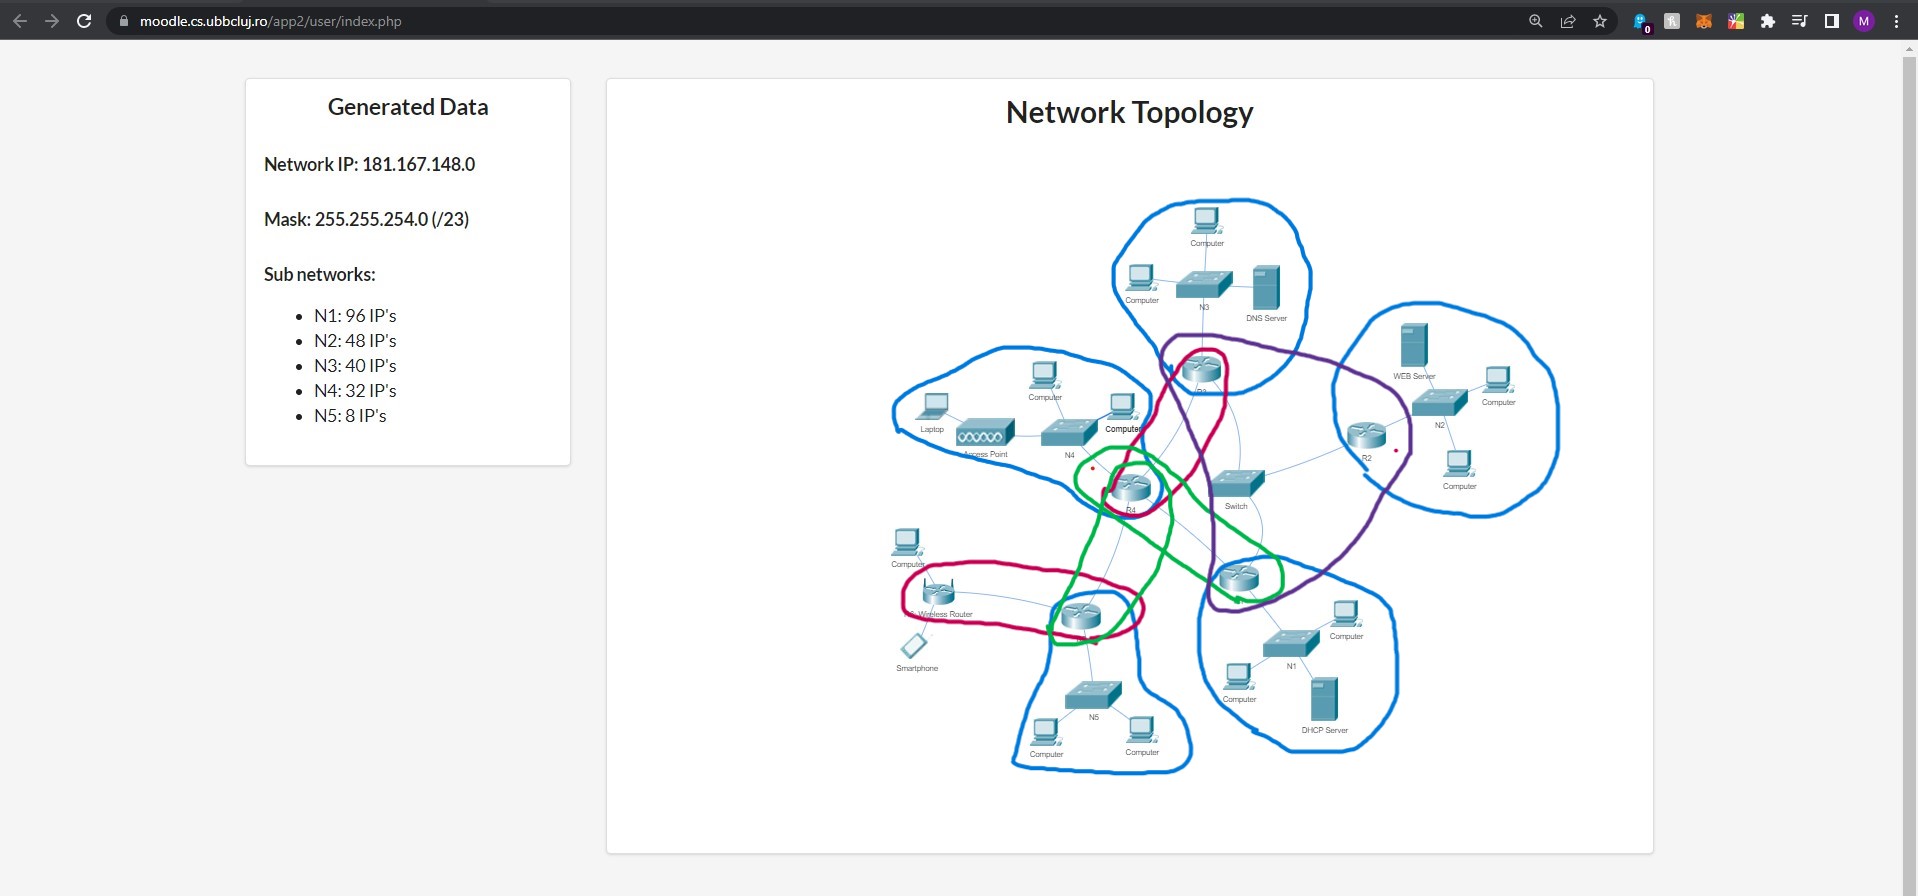 moodle.cs.ubbcluj.ro/app2/user/index.php
0
M
Generated Data
Network IP: 181.167.148.0
Mask: 255.255.254.0 (/23)
Sub networks:
N1: 96 IP's
N2: 48 IP's
N3: 40 IP's
N4: 32 IP's
N5: 8 IP's
Network Topology
Computer
Computer
N3
DNS Server
WEB Server
Computer
N2
R2
Computer
Computer
Laptop
Computer
Access Point
N4
R3
R4
Switch
Computer
Wireless Router
Smartphone
Computer
N1
Computer
DHCP Server
N5
Computer
Computer